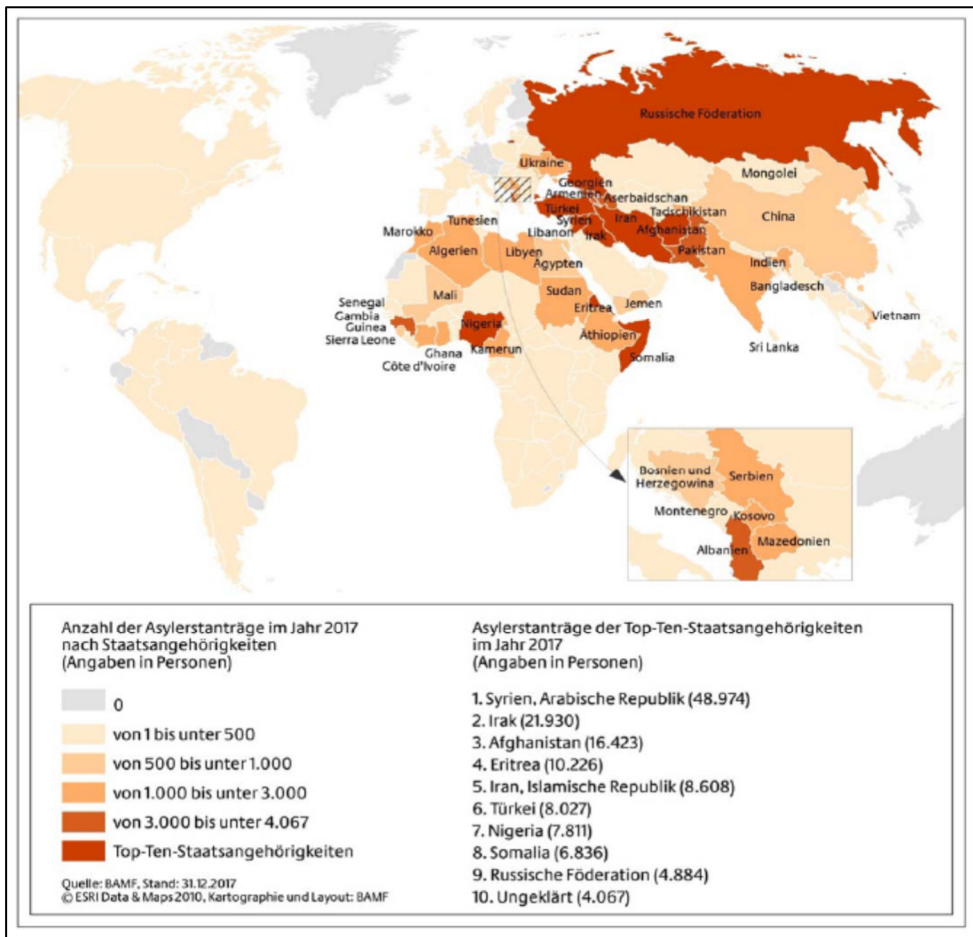 Russische Föderation
Ukraine
Mongolei
Georgien
Armenien
Aserbaidschan
Türkei
Tadschikistan
Tunesien
Syrien
Iran
China
Marokko
Libanon
Irak
Afghanistan
Algerien
Libyen
Pakistan
Ägypten
Indien
Bangladesch
Mali
Sudan
Senegal
Eritrea
Jemen
Gambia
Nigeria
Vietnam
Guinea
Äthiopien
Sierra Leone
Kamerun
Sri Lanka
Ghana
Somalia
Côte d'Ivoire
Bosnien und
Herzegowina
Serbien
Montenegro
Kosovo
Mazedonien
Albanien
Anzahl der Asylerstanträge im Jahr 2017
nach Staatsangehörigkeiten
(Angaben in Personen)
0
von 1 bis unter 500
von 500 bis unter 1.000
von 1.000 bis unter 3.000
von 3.000 bis unter 4.067
Top-Ten-Staatsangehörigkeiten
Quelle: BAMF, Stand: 31.12.2017
© ESRI Data & Maps 2010, Kartographie und Layout: BAMF
Asylerstanträge der Top-Ten-Staatsangehörigkeiten
im Jahr 2017
(Angaben in Personen)
1. Syrien, Arabische Republik (48.974)
2. Irak (21.930)
3. Afghanistan (16.423)
4. Eritrea (10.226)
5. Iran, Islamische Republik (8.608)
6. Türkei (8.027)
7. Nigeria (7.811)
8. Somalia (6.836)
9. Russische Föderation (4.884)
10. Ungeklärt (4.067)